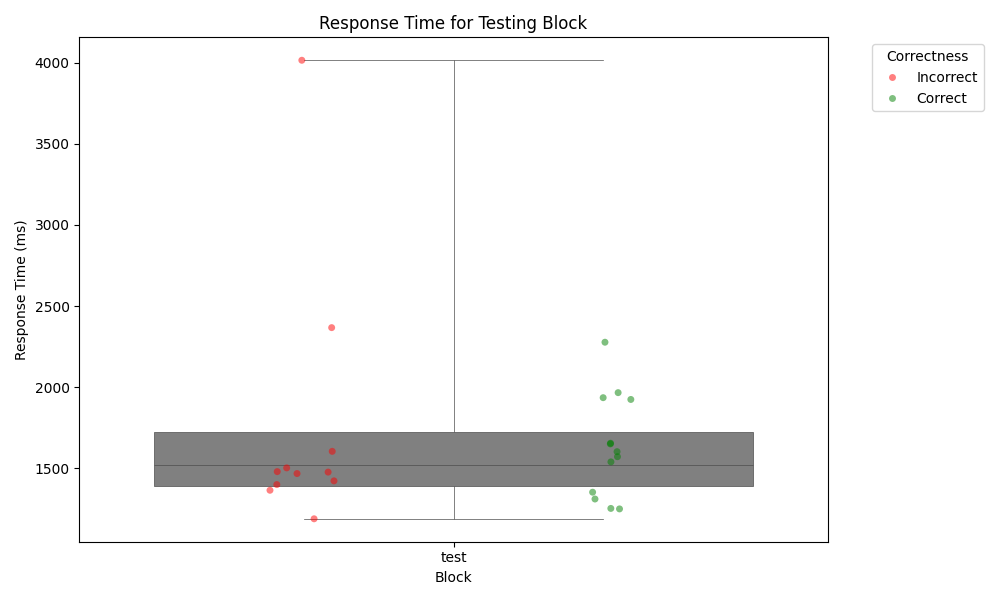 Response Time for Testing Block
Correctness
Incorrect
Correct
4000
3500
3000
2500
2000
1500
Response Time (ms)
test
Block